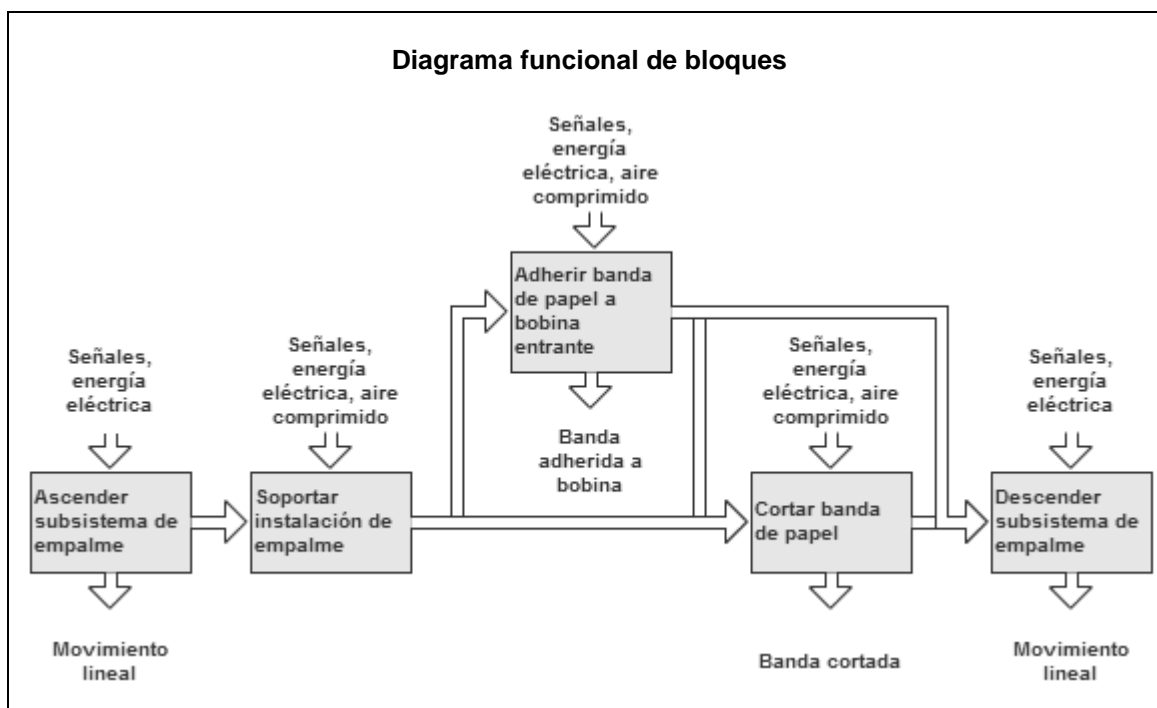 Diagrama funcional de bloques
Señales,
energía
eléctrica, aire
comprimido
Adherir banda
de papel a
bobina
entrante
Banda
adherida a
bobina
Señales,
energía
eléctrica
Ascender
subsistema de
empalme
Movimiento
lineal
Señales,
energía
eléctrica, aire
comprimido
Soportar
instalación de
empalme
Señales,
energía
eléctrica, aire
comprimido
Cortar banda
de papel
Banda cortada
Señales,
energía
eléctrica
Descender
subsistema de
empalme
Movimiento
lineal